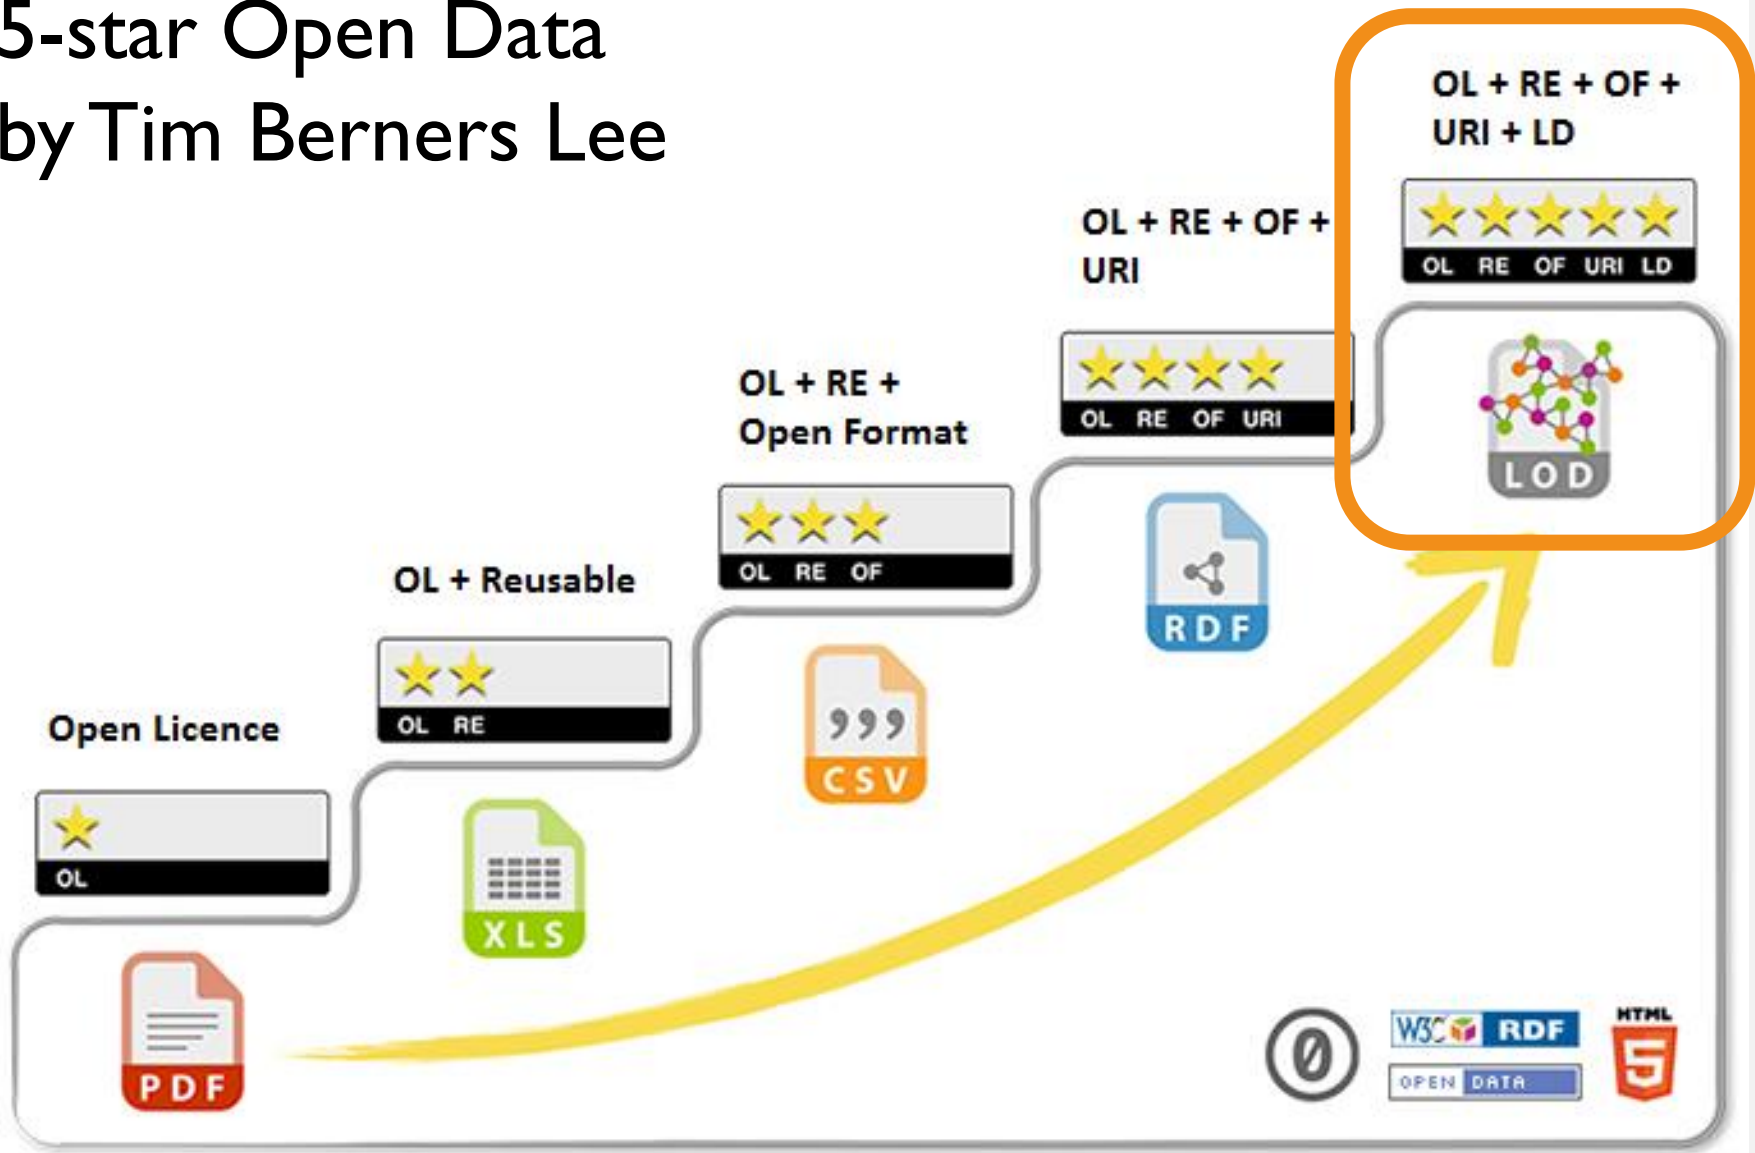 5-star Open Data
by Tim Berners Lee
OL + RE + OF +
URI + LD
OL RE OF URI LD
LOD
OL + RE + OF +
URI
OL RE OF URI
RDF
OL + RE +
Open Format
OL RE OF
,,,
CSV
OL + Reusable
OL RE
XLS
Open Licence
OL
PDF
0
W3C RDF
OPEN DATA
HTML
5